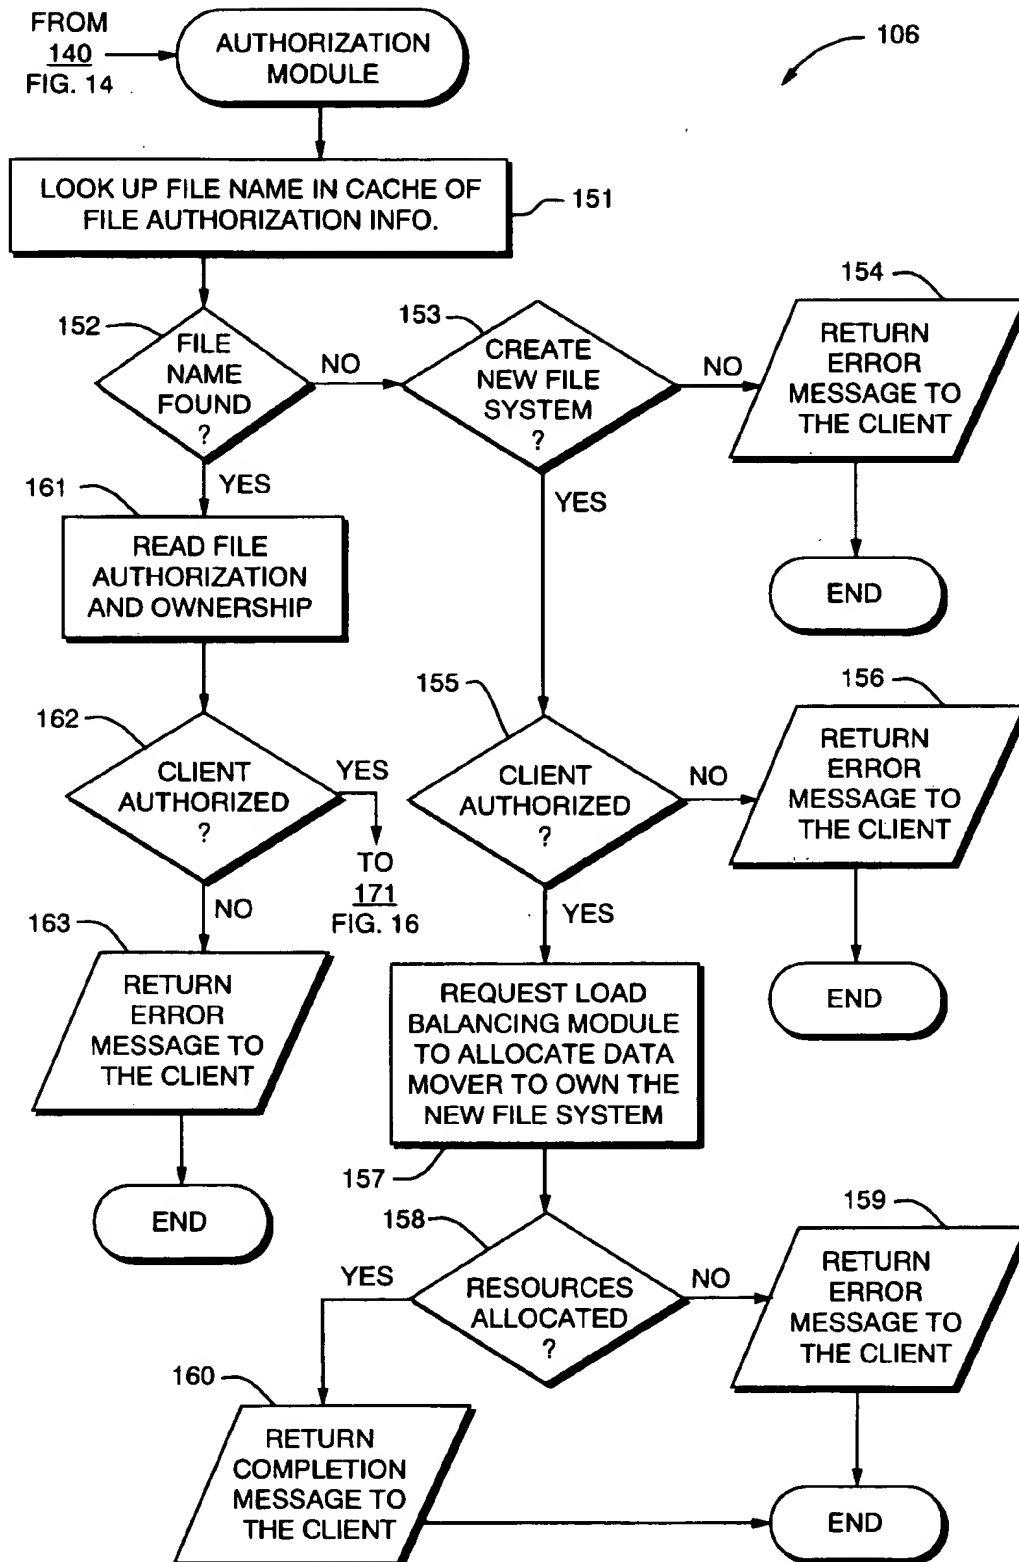 FROM
140
FIG. 14
AUTHORIZATION
MODULE
106
LOOK UP FILE NAME IN CACHE OF
FILE AUTHORIZATION INFO.
151
152
FILE
NAME
FOUND
?
NO
YES
153
CREATE
NEW FILE
SYSTEM
?
NO
YES
154
RETURN
ERROR
MESSAGE TO
THE CLIENT
END
161
READ FILE
AUTHORIZATION
AND OWNERSHIP
162
CLIENT
AUTHORIZED
?
YES
TO
171
FIG. 16
NO
155
CLIENT
AUTHORIZED
?
NO
YES
156
RETURN
ERROR
MESSAGE TO
THE CLIENT
END
163
RETURN
ERROR
MESSAGE TO
THE CLIENT
END
REQUEST LOAD
BALANCING MODULE
TO ALLOCATE DATA
MOVER TO OWN THE
NEW FILE SYSTEM
157
158
RESOURCES
ALLOCATED
?
YES
NO
159
RETURN
ERROR
MESSAGE TO
THE CLIENT
160
RETURN
COMPLETION
MESSAGE TO
THE CLIENT
END